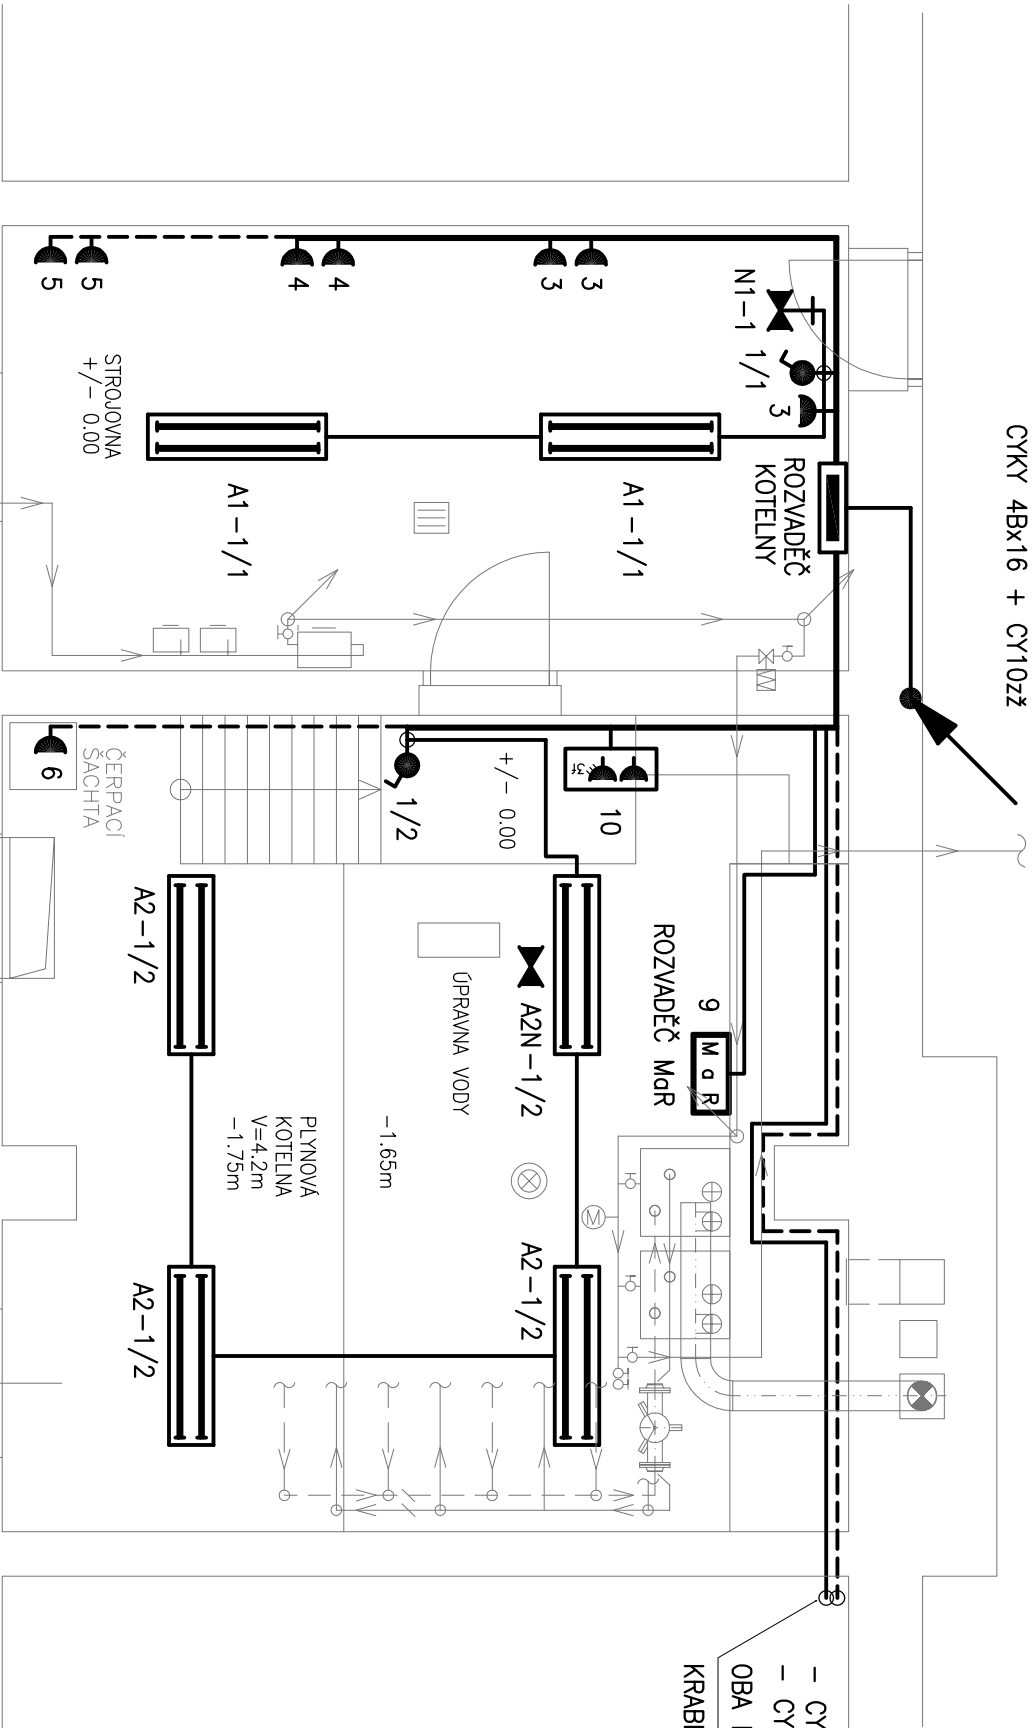 CYKY 4Bx16 + CY10zž
ROZVADĚČ
KOTELNY
N1-1
1/1
3
3
3
4
4
5
5
A1-1/1
A1-1/1
STROJOVNA
+/- 0.00
ČERPACÍ
ŠACHTA
6
1/2
+/- 0.00
3f
10
ROZVADĚČ MaR
9
M a R
A2N-1/2
ÚPRAVNA VODY
A2-1/2
-1.65m
PLYNOVÁ
KOTELNA
V=4.2m
-1.75m
M
A2-1/2
A2-1/2
- CY
- CY
OBA
KRAB